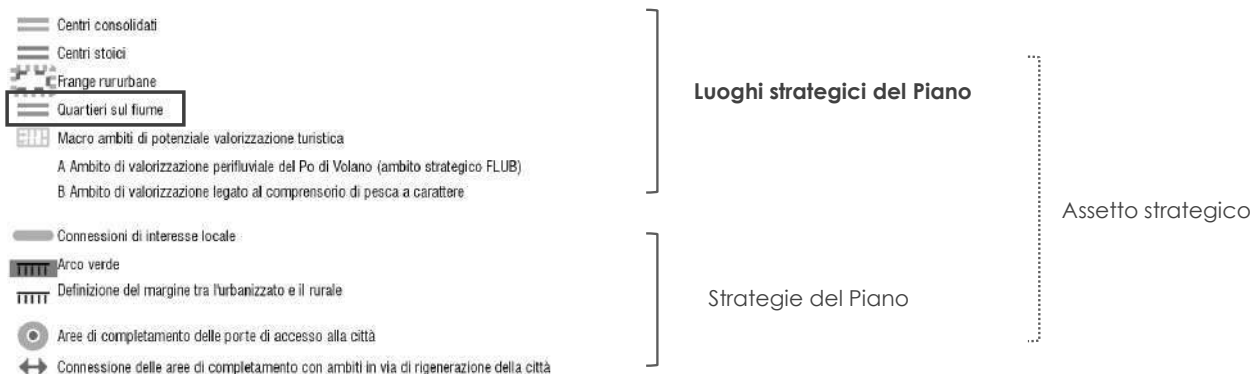 Centri consolidati
Centri stoici
Frange rururbane
Quartieri sul fiume
Macro ambiti di potenziale valorizzazione turistica
A Ambito di valorizzazione perifluviale del Po di Volano (ambito strategico FLUB)
B Ambito di valorizzazione legato al comprensorio di pesca a carattere
Luoghi strategici del Piano
Connessioni di interesse locale
Arco verde
Definizione del margine tra l'urbanizzato e il rurale
Aree di completamento delle porte di accesso alla città
Connessione delle aree di completamento con ambiti in via di rigenerazione della città
Strategie del Piano
Assetto strategico